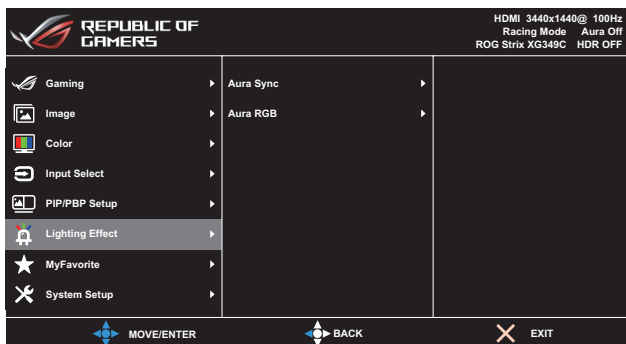 REPUBLIC OF
GAMERS
HDMI 3440x1440@ 100Hz
Racing Mode Aura Off
ROG Strix XG349C HDR OFF
Gaming
Image
Color
Input Select
PIP/PBP Setup
Lighting Effect
MyFavorite
System Setup
Aura Sync
Aura RGB
MOVE/ENTER
BACK
EXIT